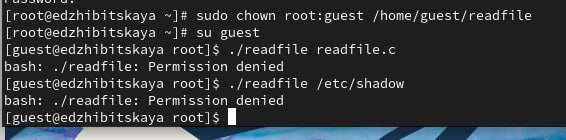 [root@edzhibitskaya ~]# sudo chown root:guest /home/guest/readfile
[root@edzhibitskaya ~]# su guest
[guest@edzhibitskaya root]$ ./readfile readfile.c
bash: ./readfile: Permission denied
[guest@edzhibitskaya root]$ ./readfile /etc/shadow
bash: ./readfile: Permission denied
[guest@edzhibitskaya root]$